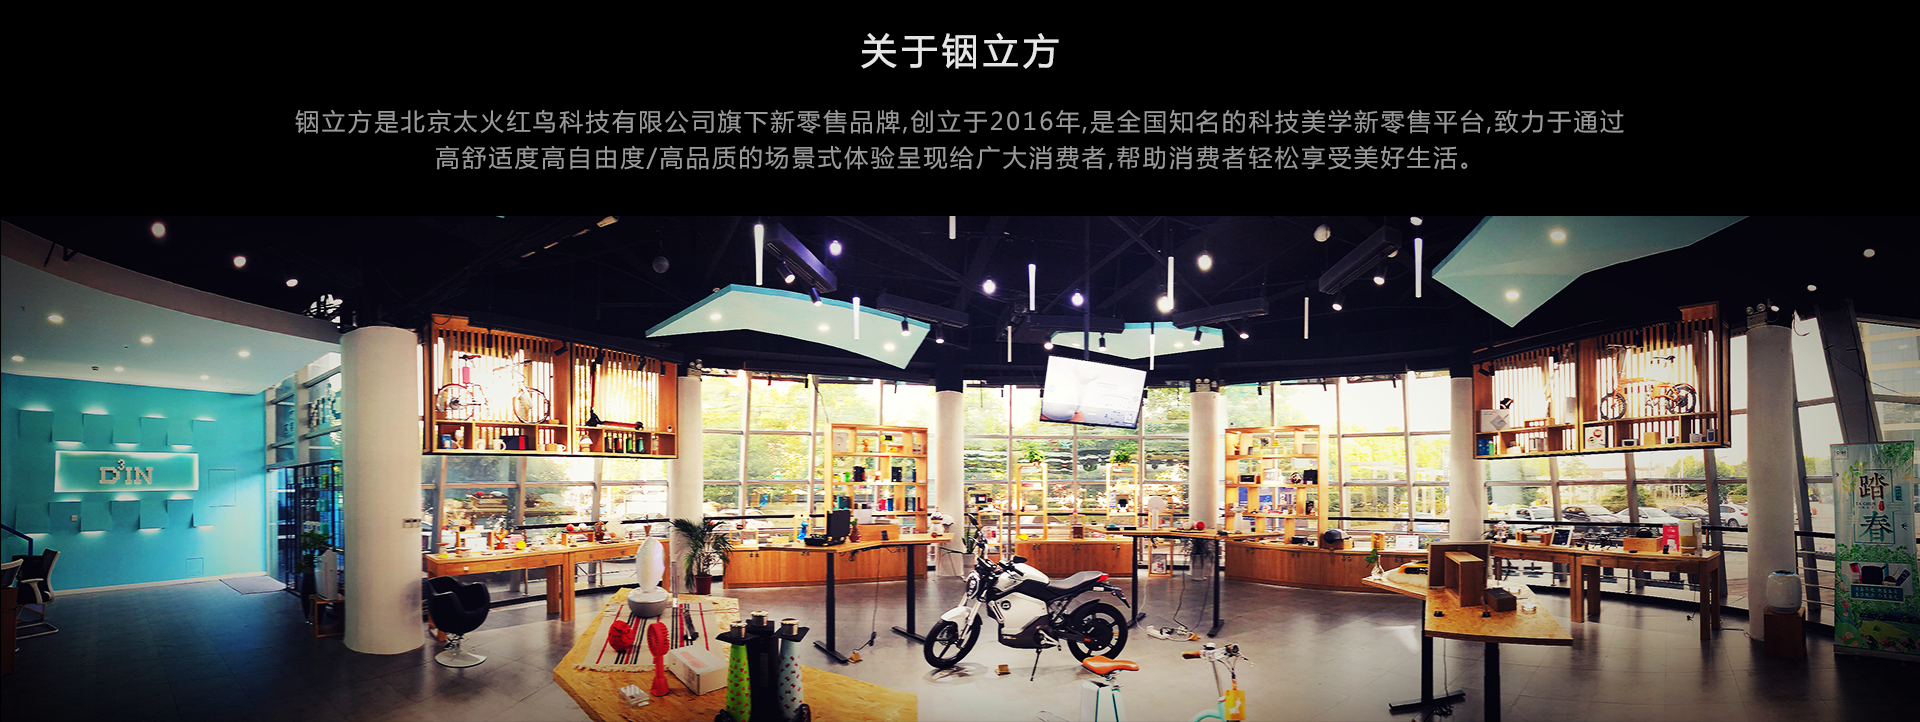 关于铟立方
铟立方是北京太火红鸟科技有限公司旗下新零售品牌,创立于2016年,是全国知名的科技美学新零售平台,致力于通过
高舒适度高自由度/高品质的场景式体验呈现给广大消费者,帮助消费者轻松享受美好生活。
D³IN
踏
春